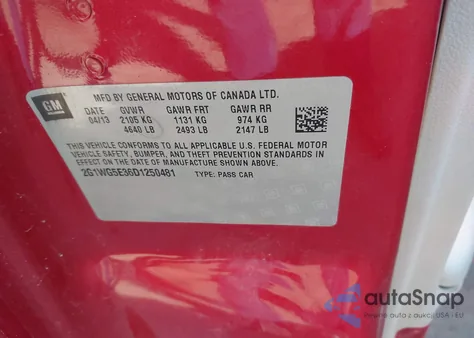 GM
MFD BY GENERAL MOTORS OF CANADA LTD.
DATE GVWR GAWR FRT GAWR RR
04/13 2105 KG 1131 KG 974 KG
4640 LB 2493 LB 2147 LB
THIS VEHICLE CONFORMS TO ALL APPLICABLE U.S. FEDERAL MOTOR
VEHICLE SAFETY, BUMPER, AND THEFT PREVENTION STANDARDS IN
EFFECT ON THE DATE OF MANUFACTURE SHOWN ABOVE.
2G1WG5E36D1250481 TYPE: PASS CAR
autoSnap